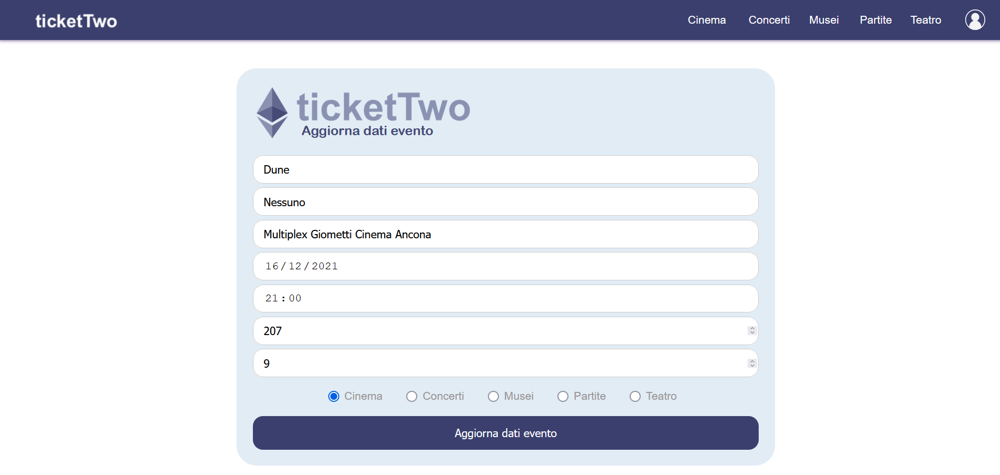 ticketTwo
Cinema Concerti Musei Partite Teatro
ticketTwo
Aggiorna dati evento
Dune
Nessuno
Multiplex Giometti Cinema Ancona
16/12/2021
21:00
207
9
Cinema Concerti Musei Partite Teatro
Aggiorna dati evento